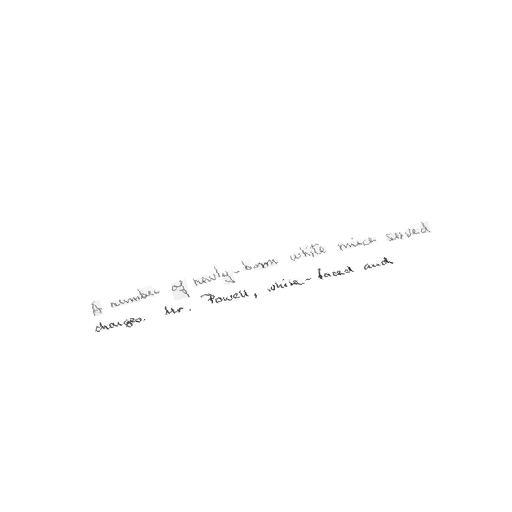 A number of newly-born white mice served
charges. Mr. Powell, white-faced and